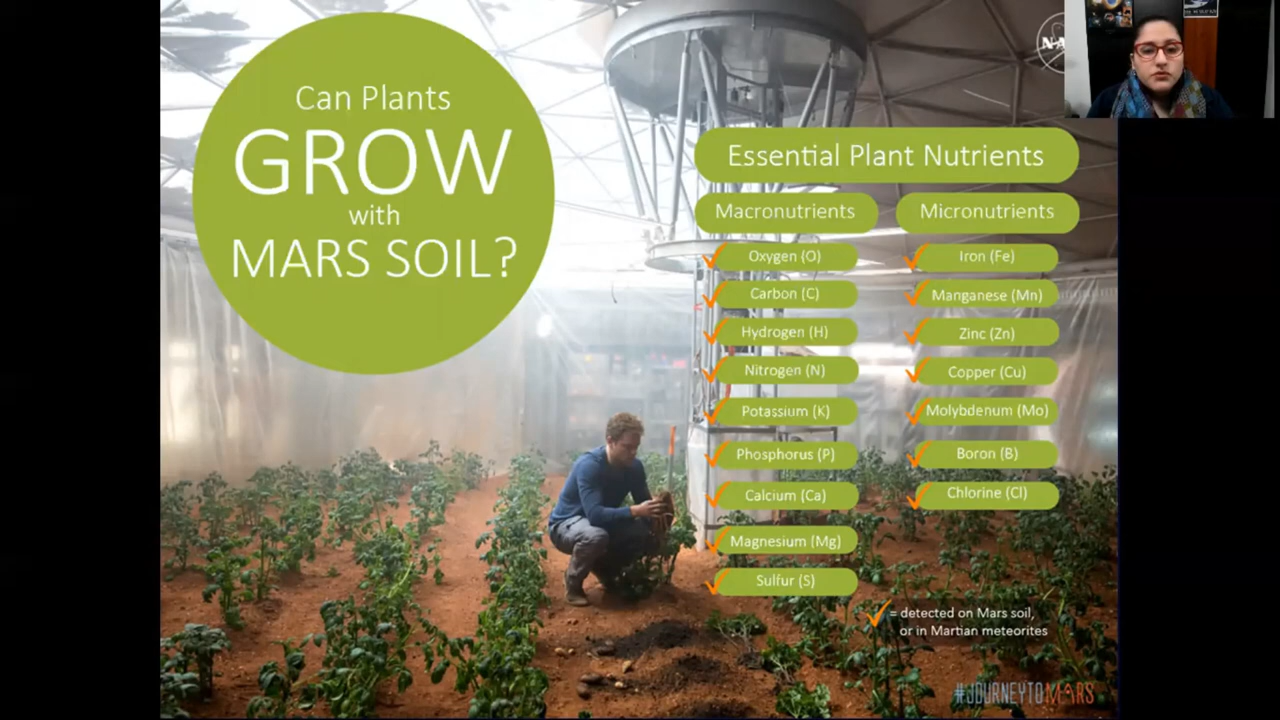 Can Plants
GROW
with
MARS SOIL?
Essential Plant Nutrients
Macronutrients
Oxygen (O)
Carbon (C)
Hydrogen (H)
Nitrogen (N)
Potassium (K)
Phosphorus (P)
Calcium (Ca)
Magnesium (Mg)
Sulfur (S)
Micronutrients
Iron (Fe)
Manganese (Mn)
Zinc (Zn)
Copper (Cu)
Molybdenum (Mo)
Boron (B)
Chlorine (Cl)
= detected on Mars soil,
or in Martian meteorites
#JOURNEYTOMARS